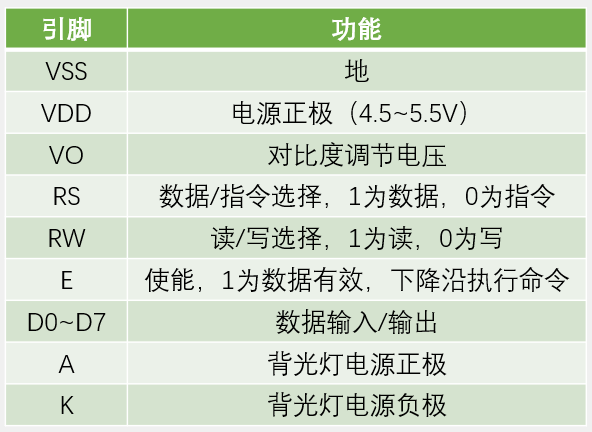 引脚 功能
VSS 地
VDD 电源正极（4.5~5.5V）
VO 对比度调节电压
RS 数据/指令选择，1为数据，0为指令
RW 读/写选择，1为读，0为写
E 使能，1为数据有效，下降沿执行命令
D0~D7 数据输入/输出
A 背光灯电源正极
K 背光灯电源负极